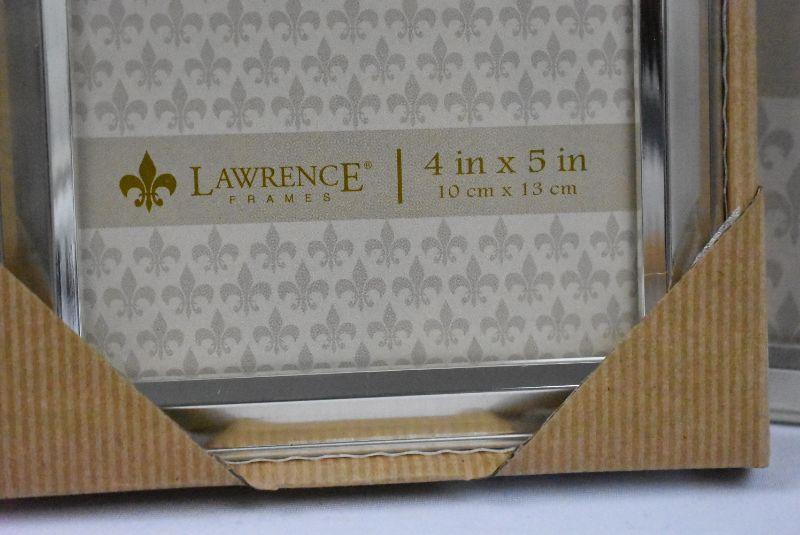 LAWRENCE® | 4 in x 5 in
FRAMES 10 cm x 13 cm